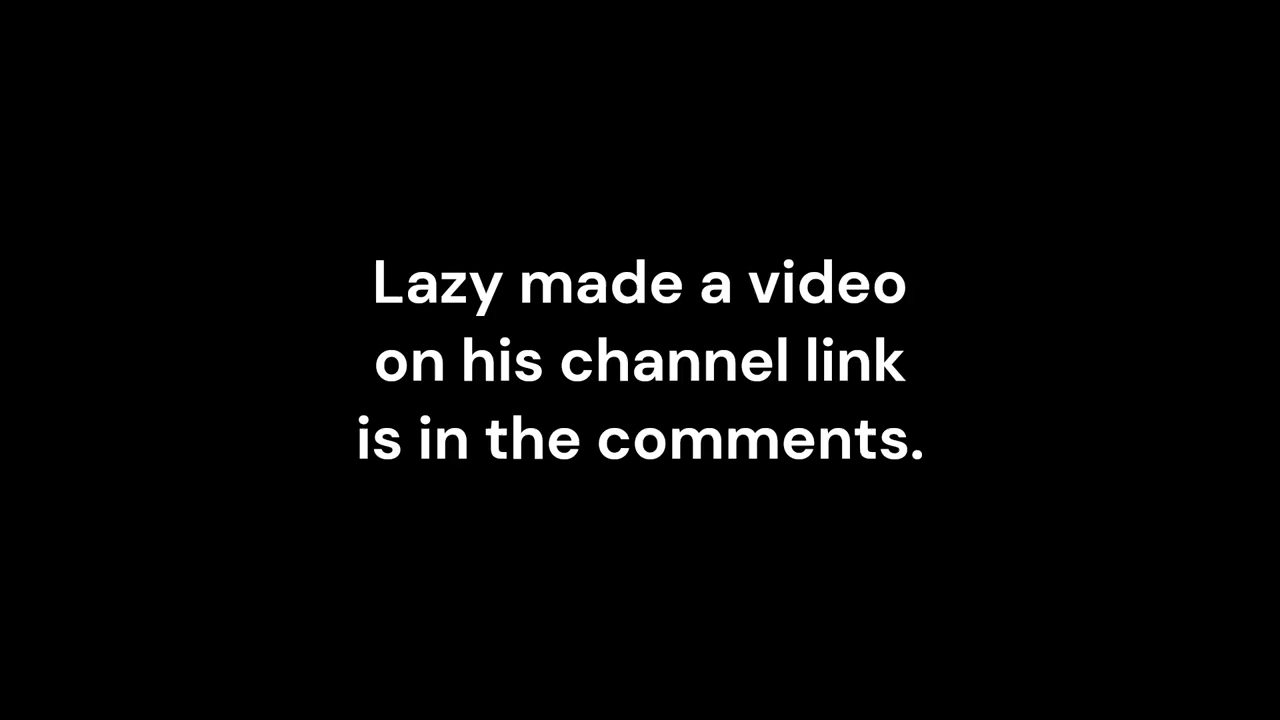 Lazy made a video
on his channel link
is in the comments.